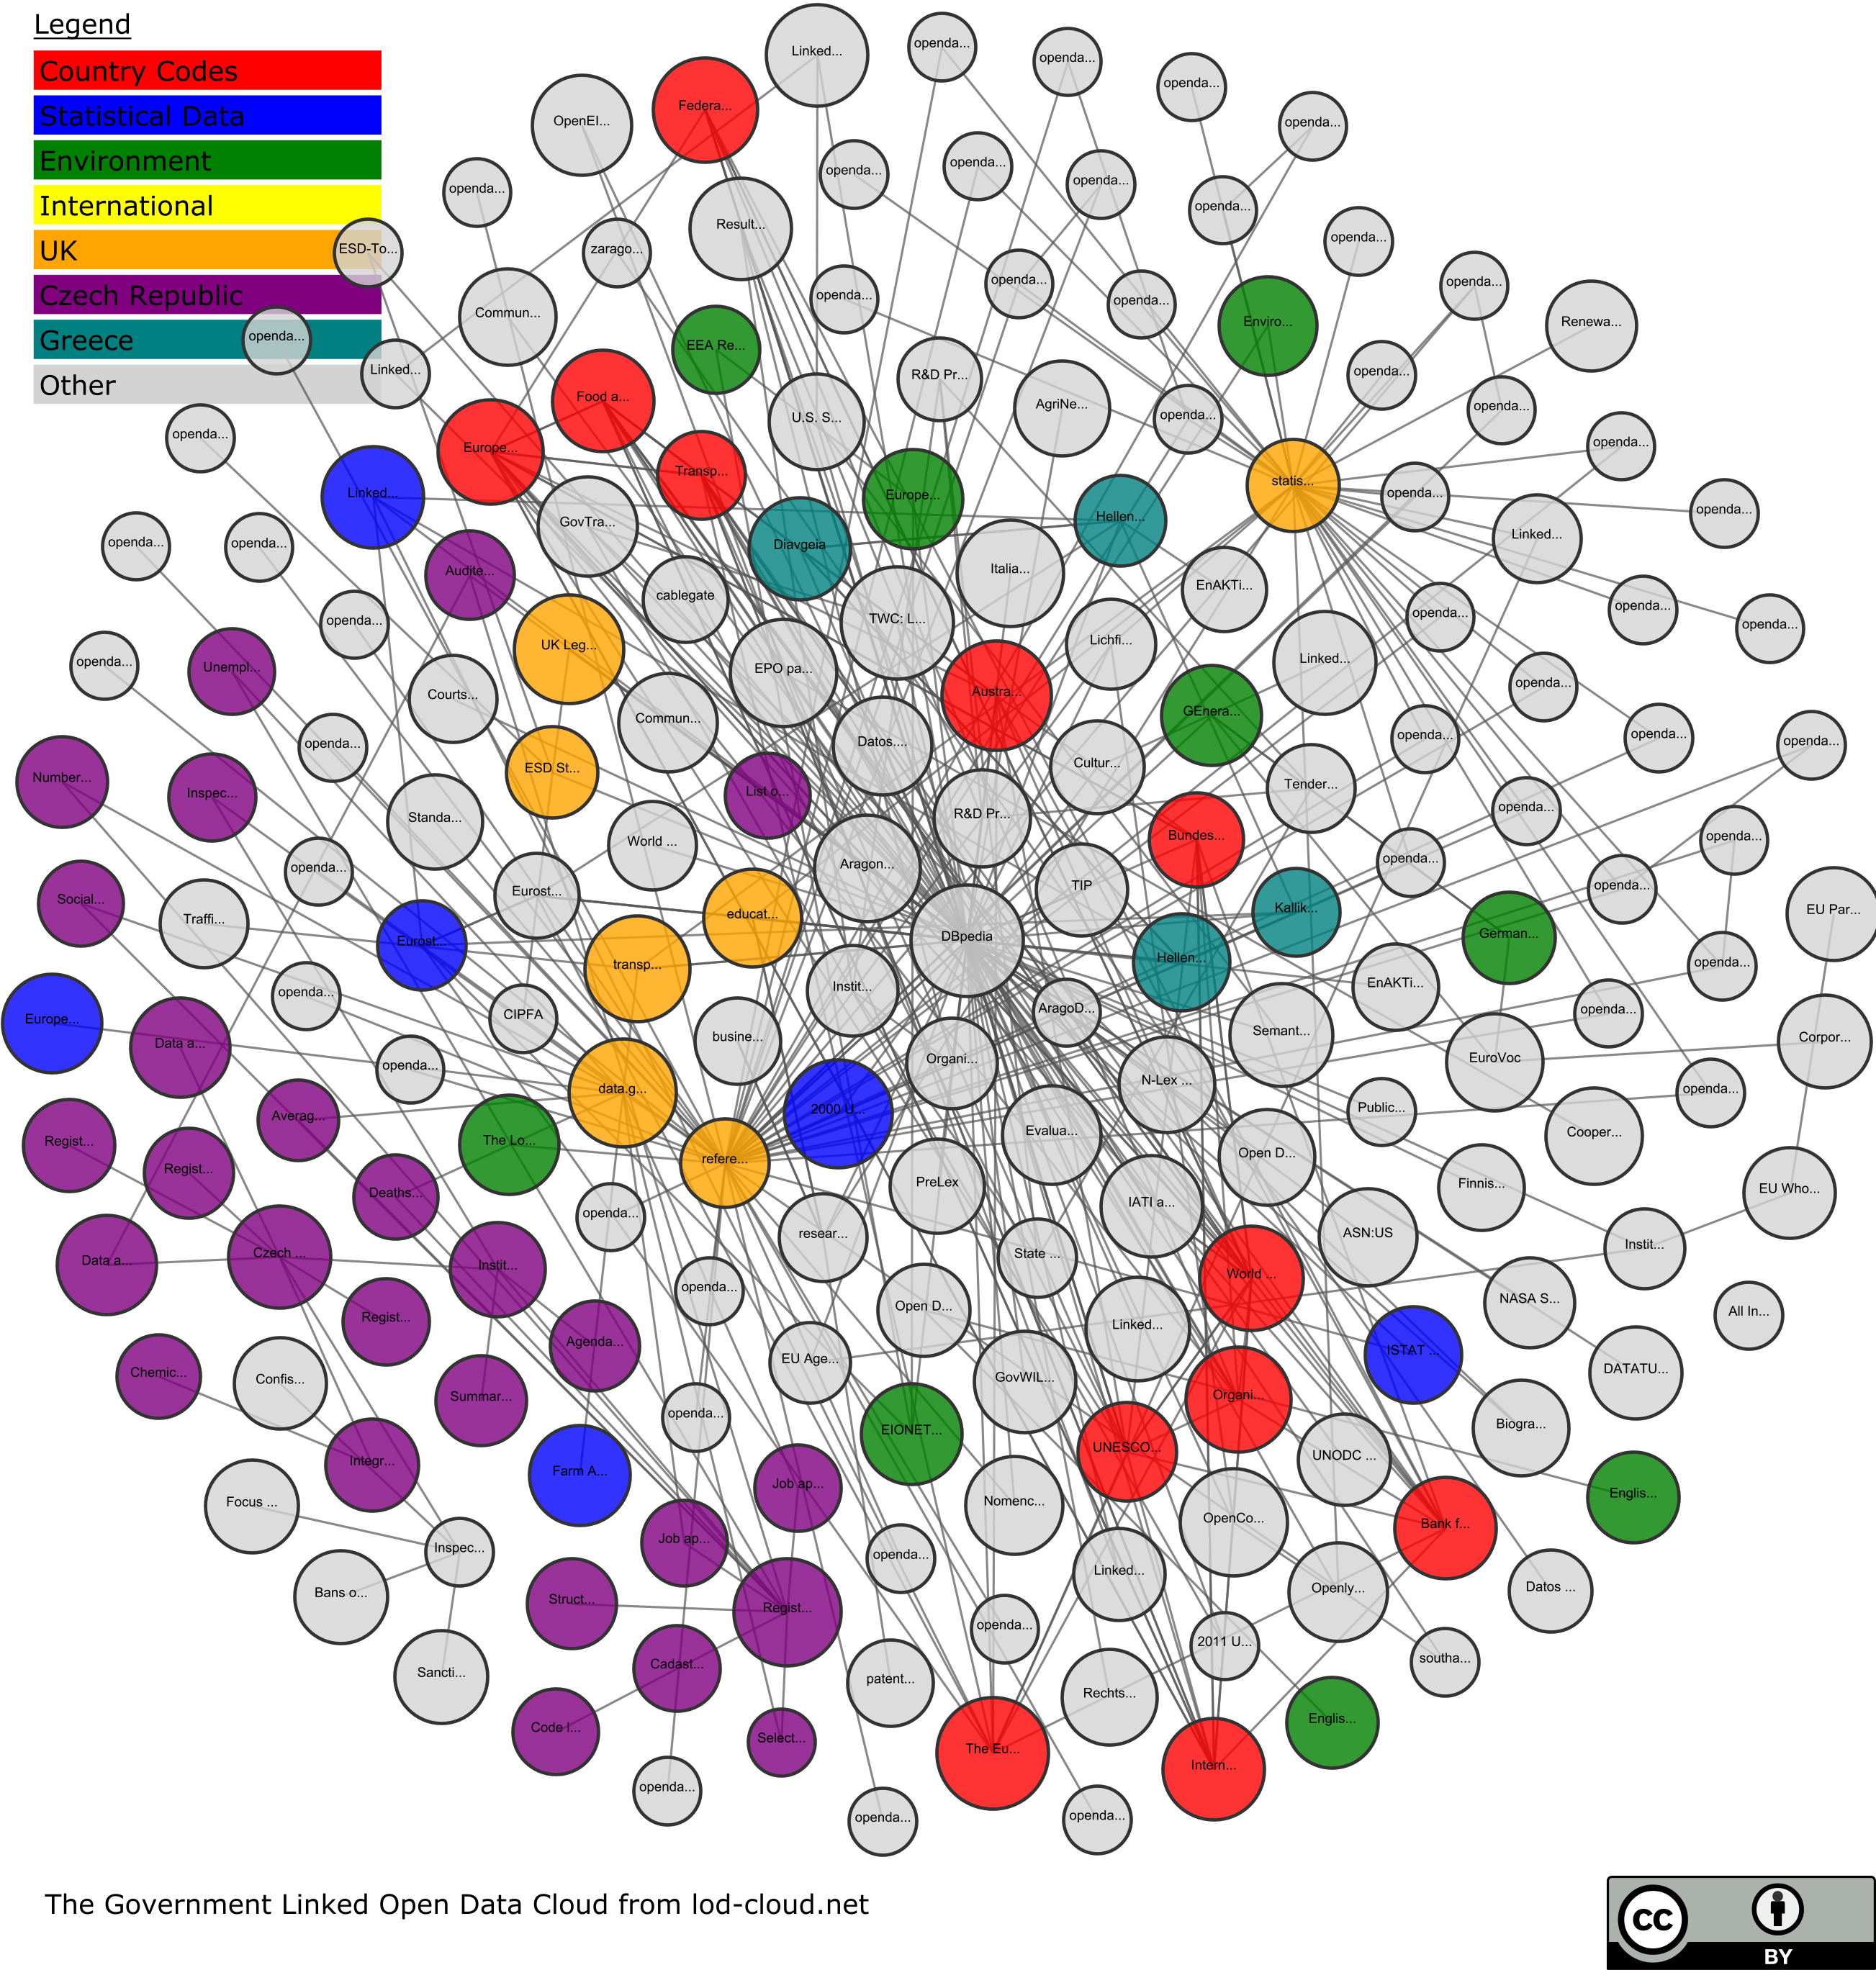 Legend
Country Codes
Statistical Data
Environment
International
UK
Czech Republic
Greece
Other
Linked...
openda...
openda...
openda...
Federa...
OpenEI...
openda...
openda...
openda...
openda...
openda...
openda...
Result...
ESD-To...
zarago...
openda...
openda...
openda...
openda...
openda...
Commun...
Enviro...
Renewa...
openda...
EEA Re...
Linked...
R&D Pr...
openda...
Food a...
AgriNe...
U.S. S...
openda...
openda...
openda...
Europe...
openda...
Transp...
statis...
Linked...
Europe...
openda...
openda...
Hellen...
GovTra...
Linked...
openda...
openda...
Diavgeia
Audite...
Italia...
EnAKTi...
cablegate
openda...
TWC: L...
openda...
openda...
openda...
UK Leg...
Lichfi...
Linked...
openda...
Unempl...
EPO pa...
openda...
Courts...
Austra...
GEnera...
Commun...
openda...
Datos....
openda...
openda...
openda...
Cultur...
ESD St...
Number...
Tender...
Inspec...
List o...
openda...
Standa...
R&D Pr...
Bundes...
openda...
World ...
openda...
openda...
Aragon...
TIP
openda...
Eurost...
Social...
Kallik...
EU Par...
educat...
Traffi...
German...
DBpedia
Eurost...
Hellen...
transp...
openda...
EnAKTi...
Instit...
openda...
AragoD...
openda...
CIPFA
Europe...
Semant...
busine...
Corpor...
Data a...
Organi...
EuroVoc
openda...
N-Lex ...
data.g...
openda...
2000 U...
Public...
Averag...
Evalua...
Cooper...
The Lo...
Regist...
Open D...
refere...
Regist...
Finnis...
PreLex
EU Who...
Deaths...
IATI a...
openda...
resear...
ASN:US
Instit...
Czech ...
State ...
Data a...
Instit...
World ...
openda...
NASA S...
Open D...
All In...
Regist...
Linked...
Agenda...
ISTAT ...
EU Age...
Chemic...
Confis...
GovWIL...
DATATU...
Summar...
Organi...
openda...
Biogra...
EIONET...
UNESCO...
UNODC ...
Integr...
Farm A...
Job ap...
Englis...
Focus ...
Nomenc...
OpenCo...
Bank f...
Job ap...
Inspec...
openda...
Linked...
Openly...
Datos ...
Bans o...
Struct...
Regist...
openda...
2011 U...
southa...
Cadast...
Sancti...
patent...
Rechts...
Englis...
Code l...
Select...
The Eu...
Intern...
openda...
openda...
openda...
The Government Linked Open Data Cloud from lod-cloud.net
cc
BY